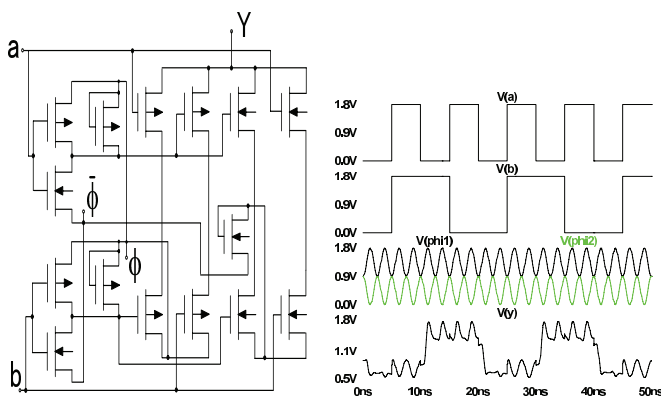 a
Y
ϕ̄
ϕ
b
V(a)
1.8V
0.9V
0.0V
V(b)
1.8V
0.9V
0.0V
V(phi1) V(phi2)
1.8V
0.9V
0.0V
V(y)
1.8V
1.1V
0.5V
0ns 10ns 20ns 30ns 40ns 50ns